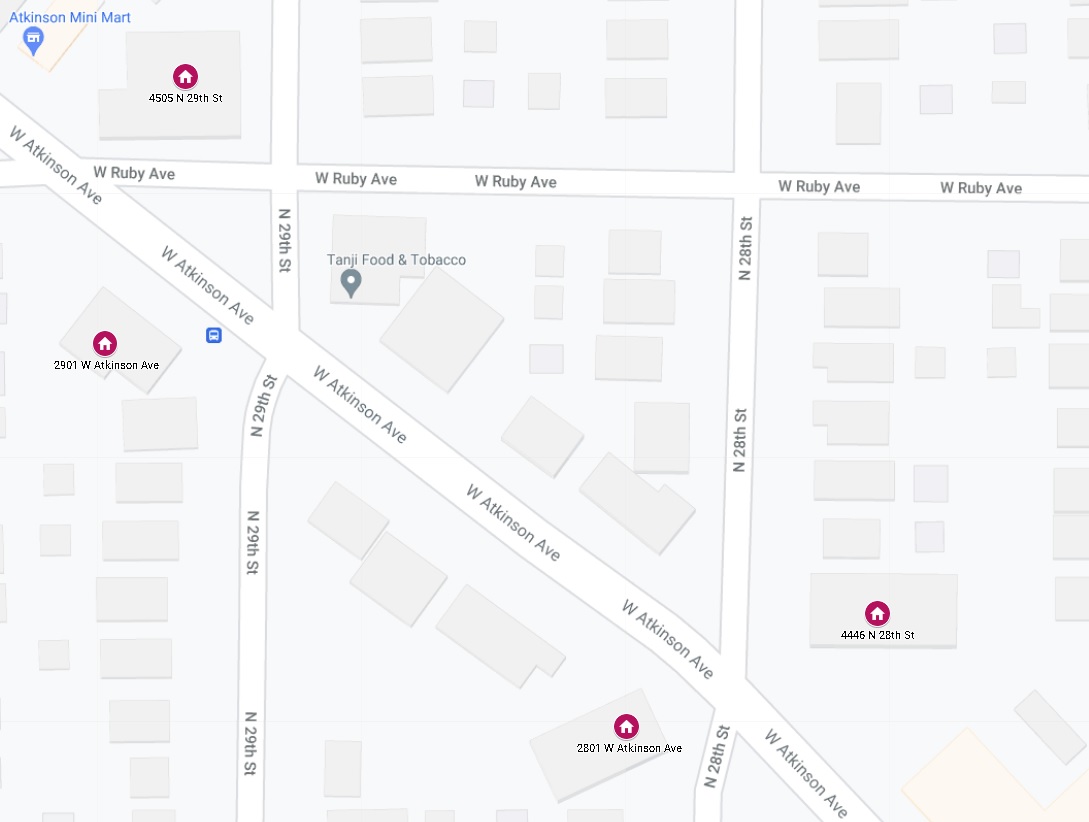 Atkinson Mini Mart
4505 N 29th St
W Atkinson Ave
W Ruby Ave
W Ruby Ave
W Ruby Ave
W Ruby Ave
W Ruby Ave
N 29th St
N 28th St
W Atkinson Ave
Tanji Food & Tobacco
2901 W Atkinson Ave
N 29th St
W Atkinson Ave
N 28th St
N 29th St
W Atkinson Ave
W Atkinson Ave
4446 N 28th St
N 29th St
2801 W Atkinson Ave
N 28th St
W Atkinson Ave